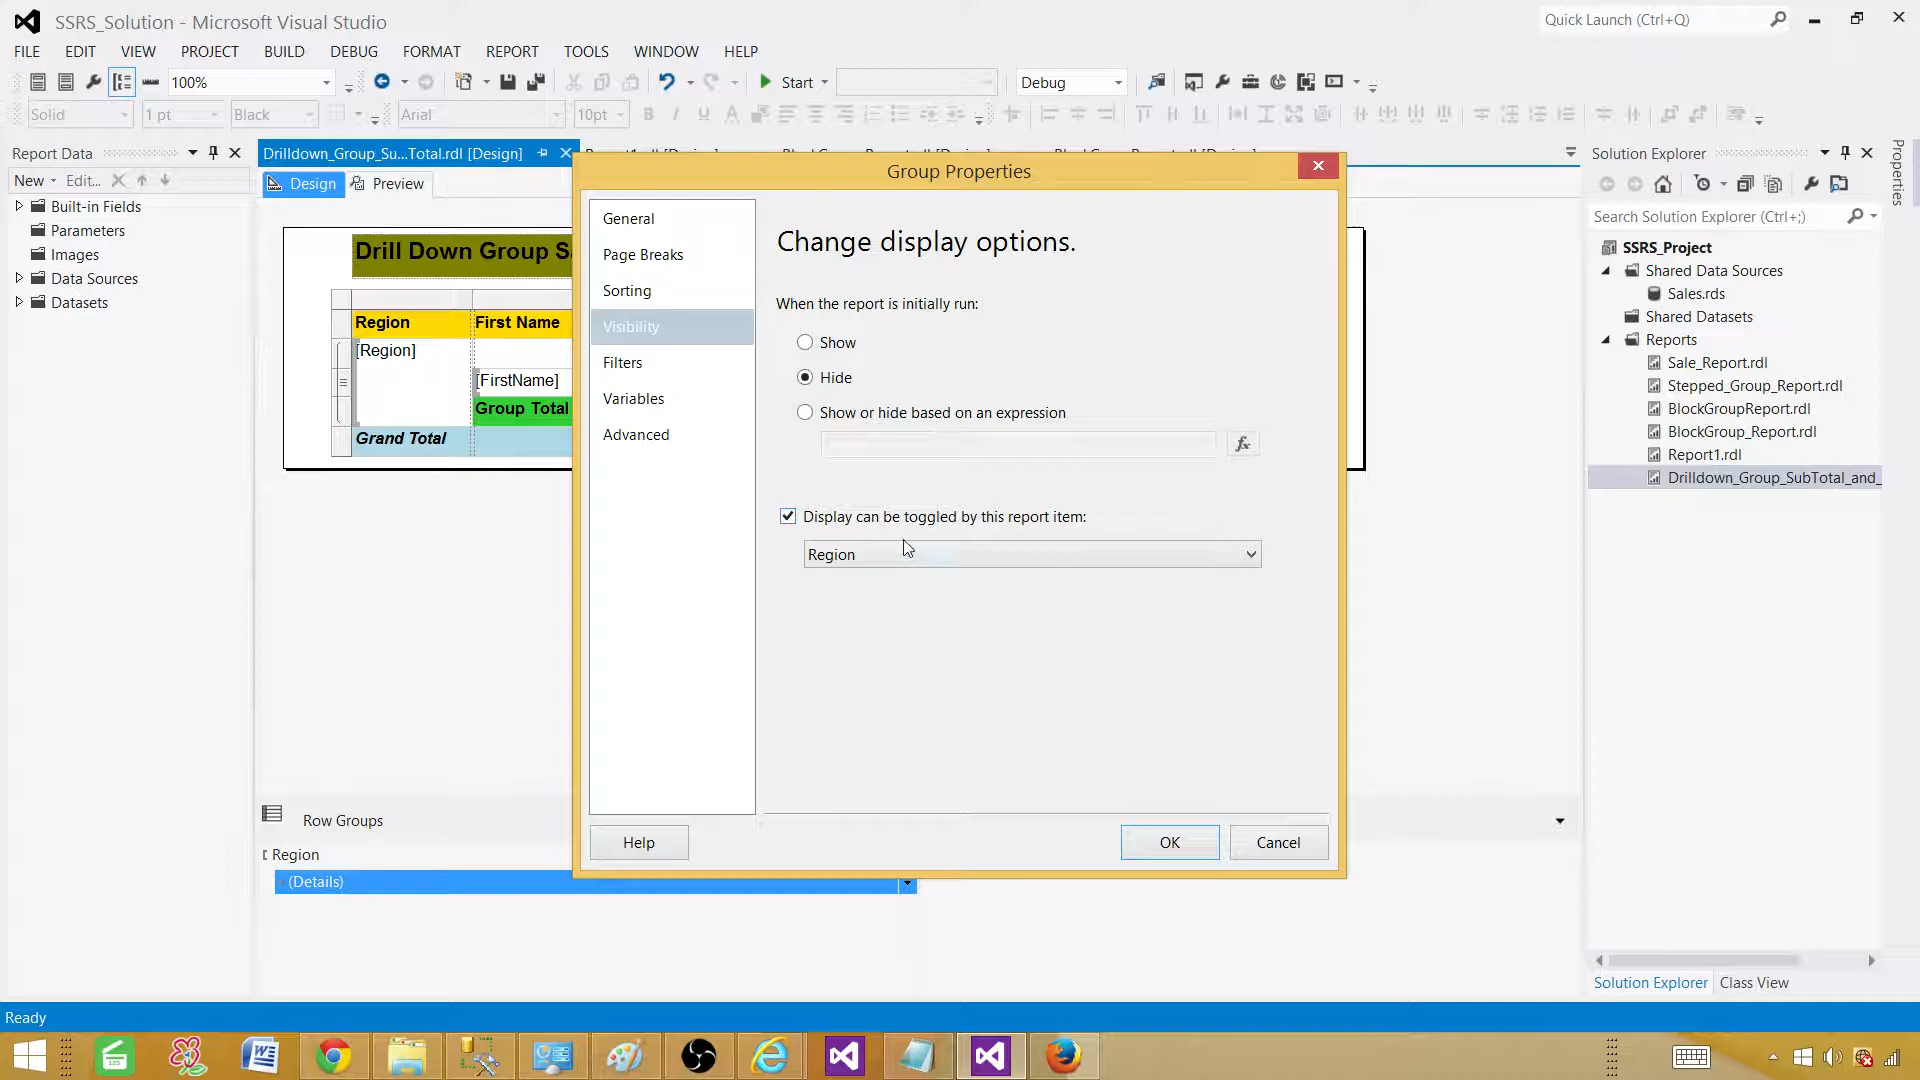 SSRS_Solution - Microsoft Visual Studio
Quick Launch (Ctrl+Q)
FILE EDIT VIEW PROJECT BUILD DEBUG FORMAT REPORT TOOLS WINDOW HELP
100% Start Debug
Solid 1 pt Black Arial 10pt
Report Data
Drilldown_Group_Su...Total.rdl [Design]
Solution Explorer
Properties
New Edit...
Design Preview
Built-in Fields
Parameters
Images
Data Sources
Datasets
Drill Down Group S
Region First Name
[Region]
[FirstName]
Group Total
Grand Total
Group Properties
General
Page Breaks
Sorting
Visibility
Filters
Variables
Advanced
Change display options.
When the report is initially run:
Show
Hide
Show or hide based on an expression
fx
Display can be toggled by this report item:
Region
Help OK Cancel
Row Groups
Region
(Details)
Search Solution Explorer (Ctrl+;)
SSRS_Project
Shared Data Sources
Sales.rds
Shared Datasets
Reports
Sale_Report.rdl
Stepped_Group_Report.rdl
BlockGroupReport.rdl
BlockGroup_Report.rdl
Report1.rdl
Drilldown_Group_SubTotal_and_
Solution Explorer Class View
Ready